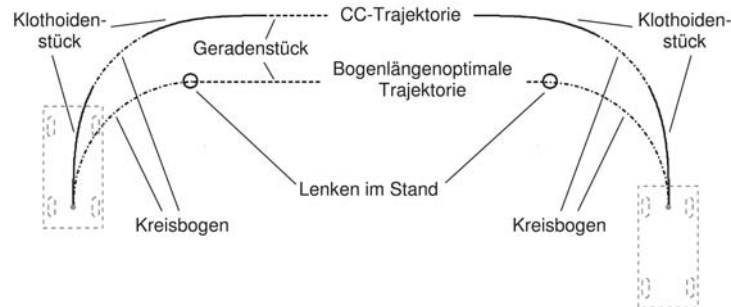 Klothoiden-
stück
CC-Trajektorie
Klothoiden-
stück
Geradenstück
Bogenlängenoptimale
Trajektorie
Lenken im Stand
Kreisbogen
Kreisbogen